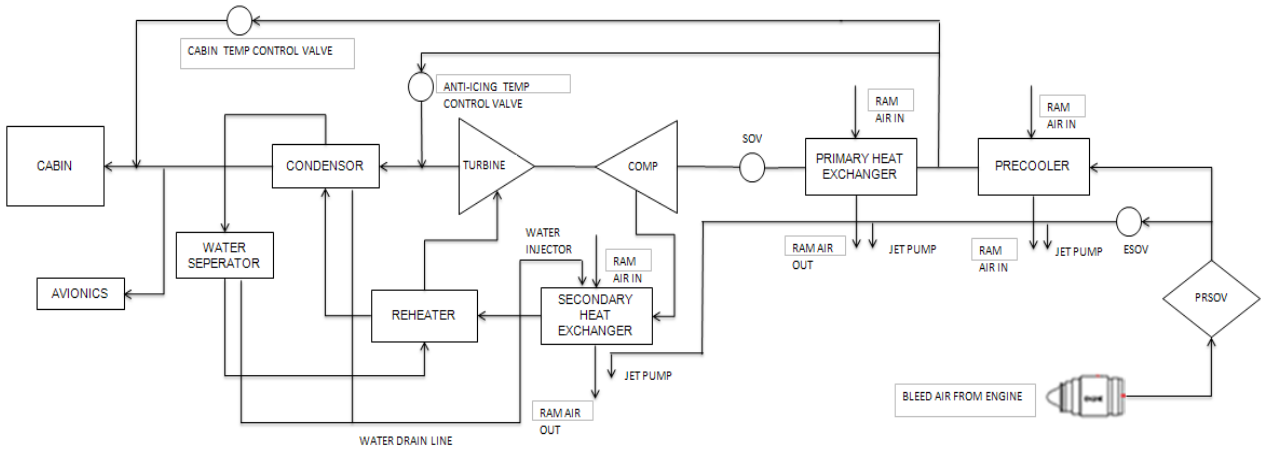 CABIN TEMP CONTROL VALVE
ANTI-ICING TEMP
CONTROL VALVE
RAM
AIR IN
RAM
AIR IN
SOV
CABIN
CONDENSOR
TURBINE
COMP
PRIMARY HEAT
EXCHANGER
PRECOOLER
WATER
SEPERATOR
WATER
INJECTOR
RAM
AIR IN
RAM AIR
OUT
JET PUMP
RAM
AIR IN
JET PUMP
ESOV
AVIONICS
REHEATER
SECONDARY
HEAT
EXCHANGER
PRSOV
JET PUMP
BLEED AIR FROM ENGINE
RAM AIR
OUT
WATER DRAIN LINE